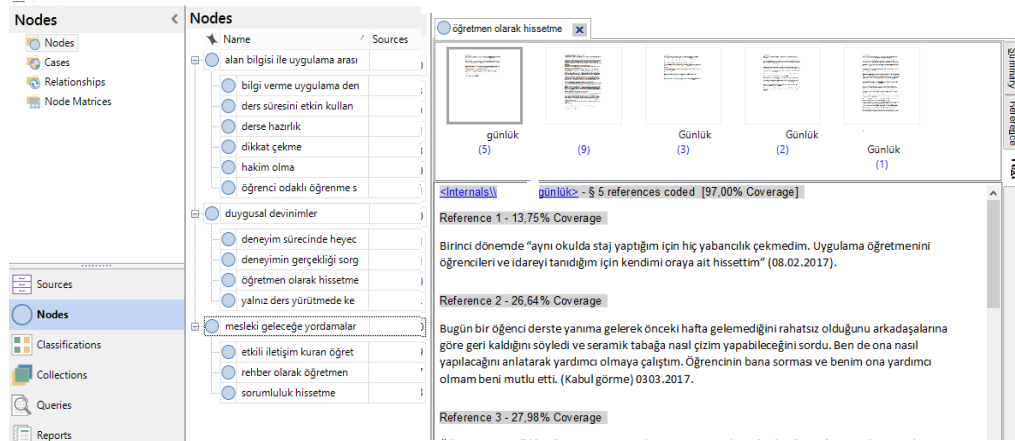 Nodes
Nodes
Cases
Relationships
Node Matrices
Sources
Nodes
Classifications
Collections
Queries
Reports
Nodes
Name Sources
alan bilgisi ile uygulama arası
bilgi verme uygulama den
ders süresini etkin kullan
derse hazırlık
dikkat çekme
hakim olma
öğrenci odaklı öğrenme s
duygusal devinimler
deneyim sürecinde heyec
deneyimin gerçekliği sorg
öğretmen olarak hissetme
yalnız ders yürütmede ke
mesleki geleceğe yordamalar
etkili iletişim kuran öğret
rehber olarak öğretmen
sorumluluk hissetme
öğretmen olarak hissetme x
günlük
(5)
(9)
Günlük
(3)
Günlük
(2)
Günlük
(1)
Summary
Reference
<Internals\\ günlük> - § 5 references coded [97,00% Coverage]
Reference 1 - 13,75% Coverage
Birinci dönemde “aynı okulda staj yaptığım için hiç yabancılık çekmedim. Uygulama öğretmenini
öğrencileri ve idareyi tanıdığım için kendimi oraya ait hissettim” (08.02.2017).
Reference 2 - 26,64% Coverage
Bugün bir öğenci derste yanıma gelerek önceki hafta gelemediğini rahatsız olduğunu arkadaşalarına
göre geri kaldığını söyledi ve seramik tabağa nasıl çizim yapabileceğini sordu. Ben de ona nasıl
yapılacağını anlatarak yardımcı olmaya çalıştım. Öğrencinin bana sorması ve benim ona yardımcı
olmam beni mutlu etti. (Kabul görme) 0303.2017.
Reference 3 - 27,98% Coverage